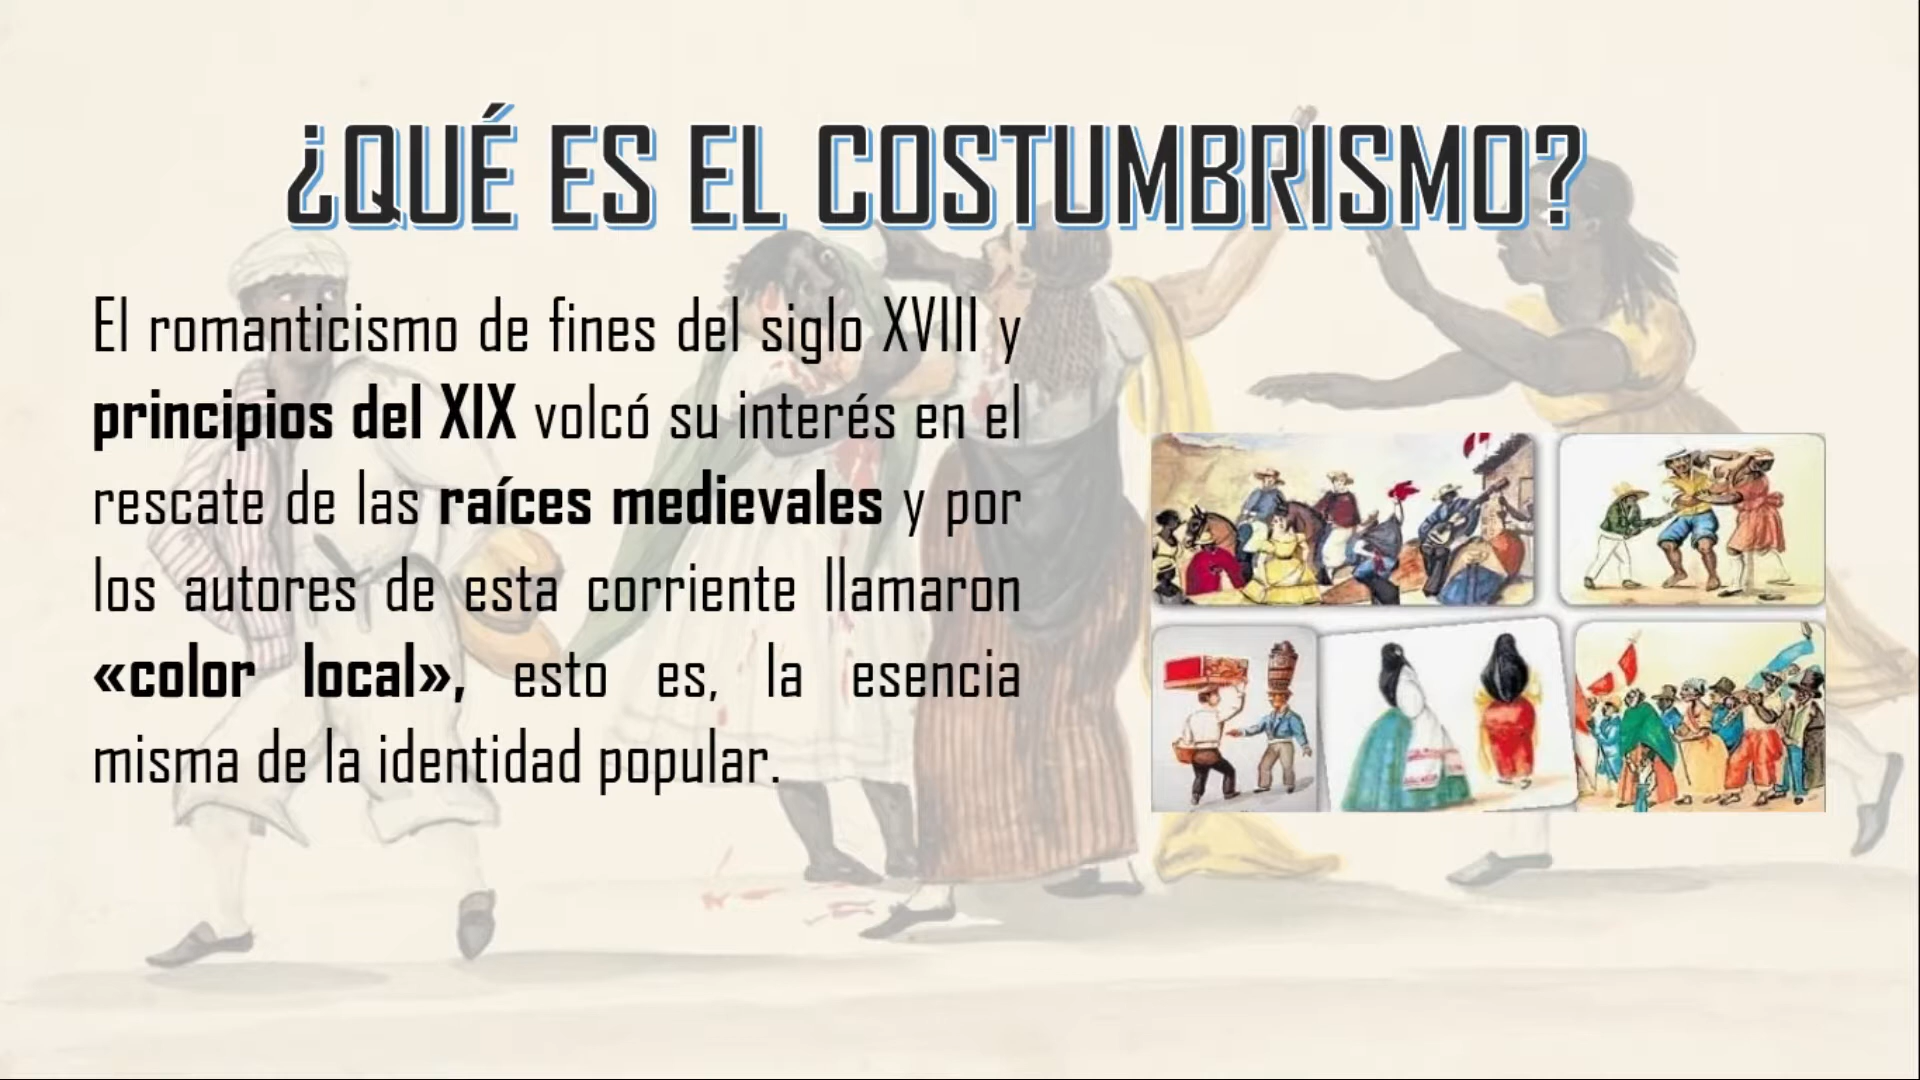 ¿QUÉ ES EL COSTUMBRISMO?
El romanticismo de fines del siglo XVIII y
principios del XIX volcó su interés en el
rescate de las raíces medievales y por
los autores de esta corriente llamaron
«color local», esto es, la esencia
misma de la identidad popular.